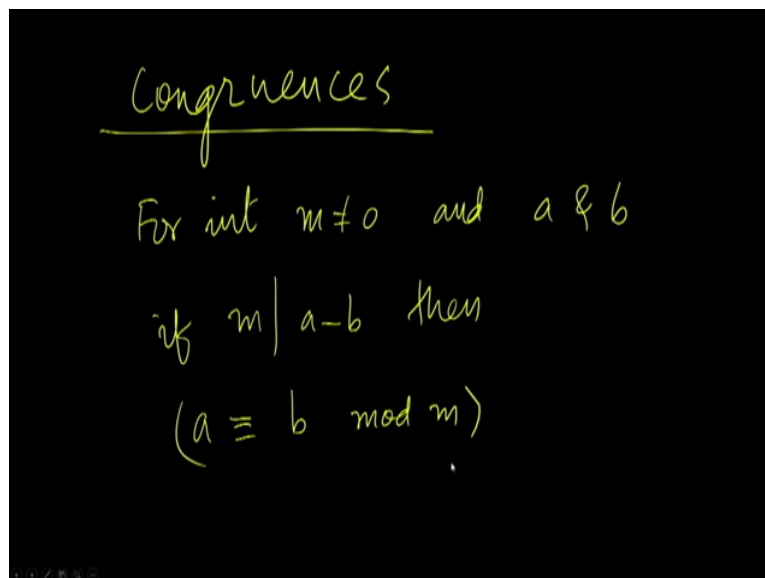 Congruences
For int m ≠ 0 and a & b
if m | a-b then
(a ≡ b mod m)